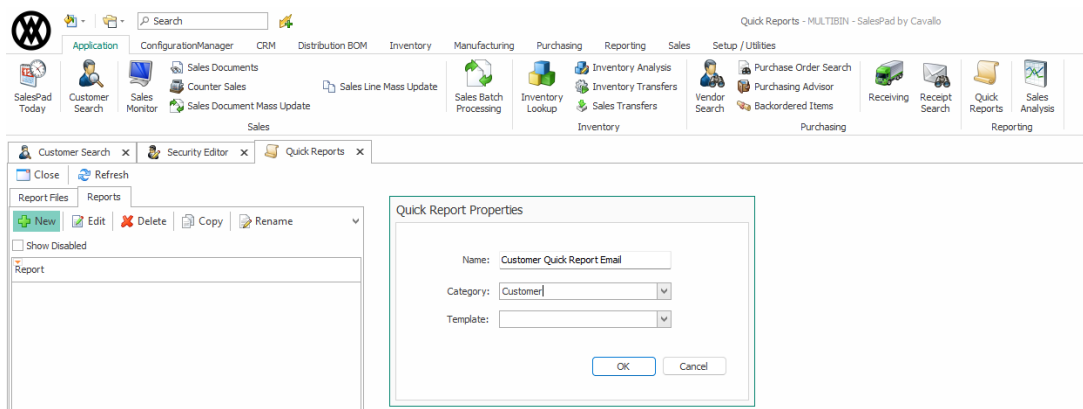 Search
Quick Reports - MULTIBIN - SalesPad by Cavallo
Application ConfigurationManager CRM Distribution BOM Inventory Manufacturing Purchasing Reporting Sales Setup / Utilities
SalesPad Today
Customer Search
Sales Monitor
Sales Documents
Counter Sales
Sales Document Mass Update
Sales Line Mass Update
Sales Batch Processing
Sales
Inventory Lookup
Inventory Analysis
Inventory Transfers
Sales Transfers
Inventory
Vendor Search
Purchase Order Search
Purchasing Advisor
Backordered Items
Receiving
Receipt Search
Purchasing
Quick Reports
Sales Analysis
Reporting
Customer Search Security Editor Quick Reports
Close Refresh
Report Files Reports
New Edit Delete Copy Rename
Show Disabled
Report
Quick Report Properties
Name: Customer Quick Report Email
Category: Customer
Template:
OK Cancel